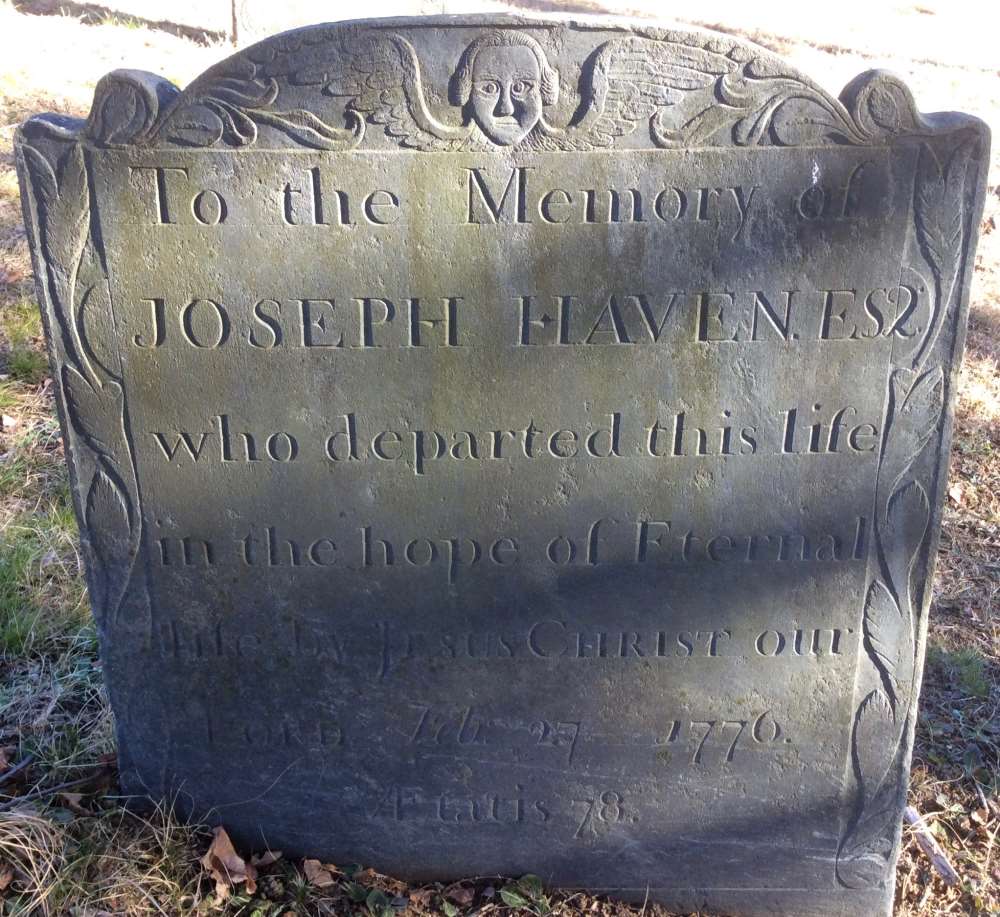 To the Memory of
JOSEPH HAVEN. ESQR
who departed this life
in the hope of Eternal
life by JESUS CHRIST our
LORD Feb. 27 1776.
Ætatis 78.